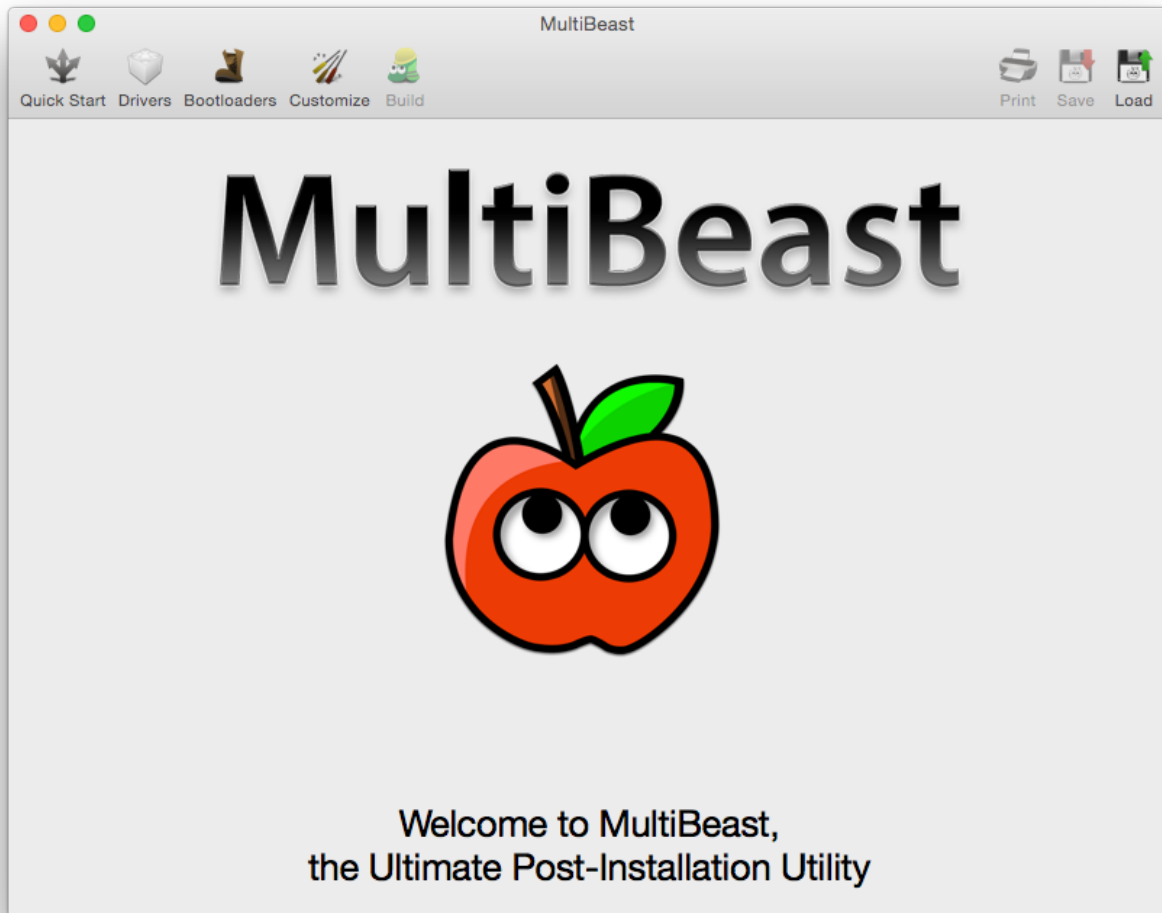 MultiBeast
Quick Start Drivers Bootloaders Customize Build Print Save Load
MultiBeast
Welcome to MultiBeast,
the Ultimate Post-Installation Utility